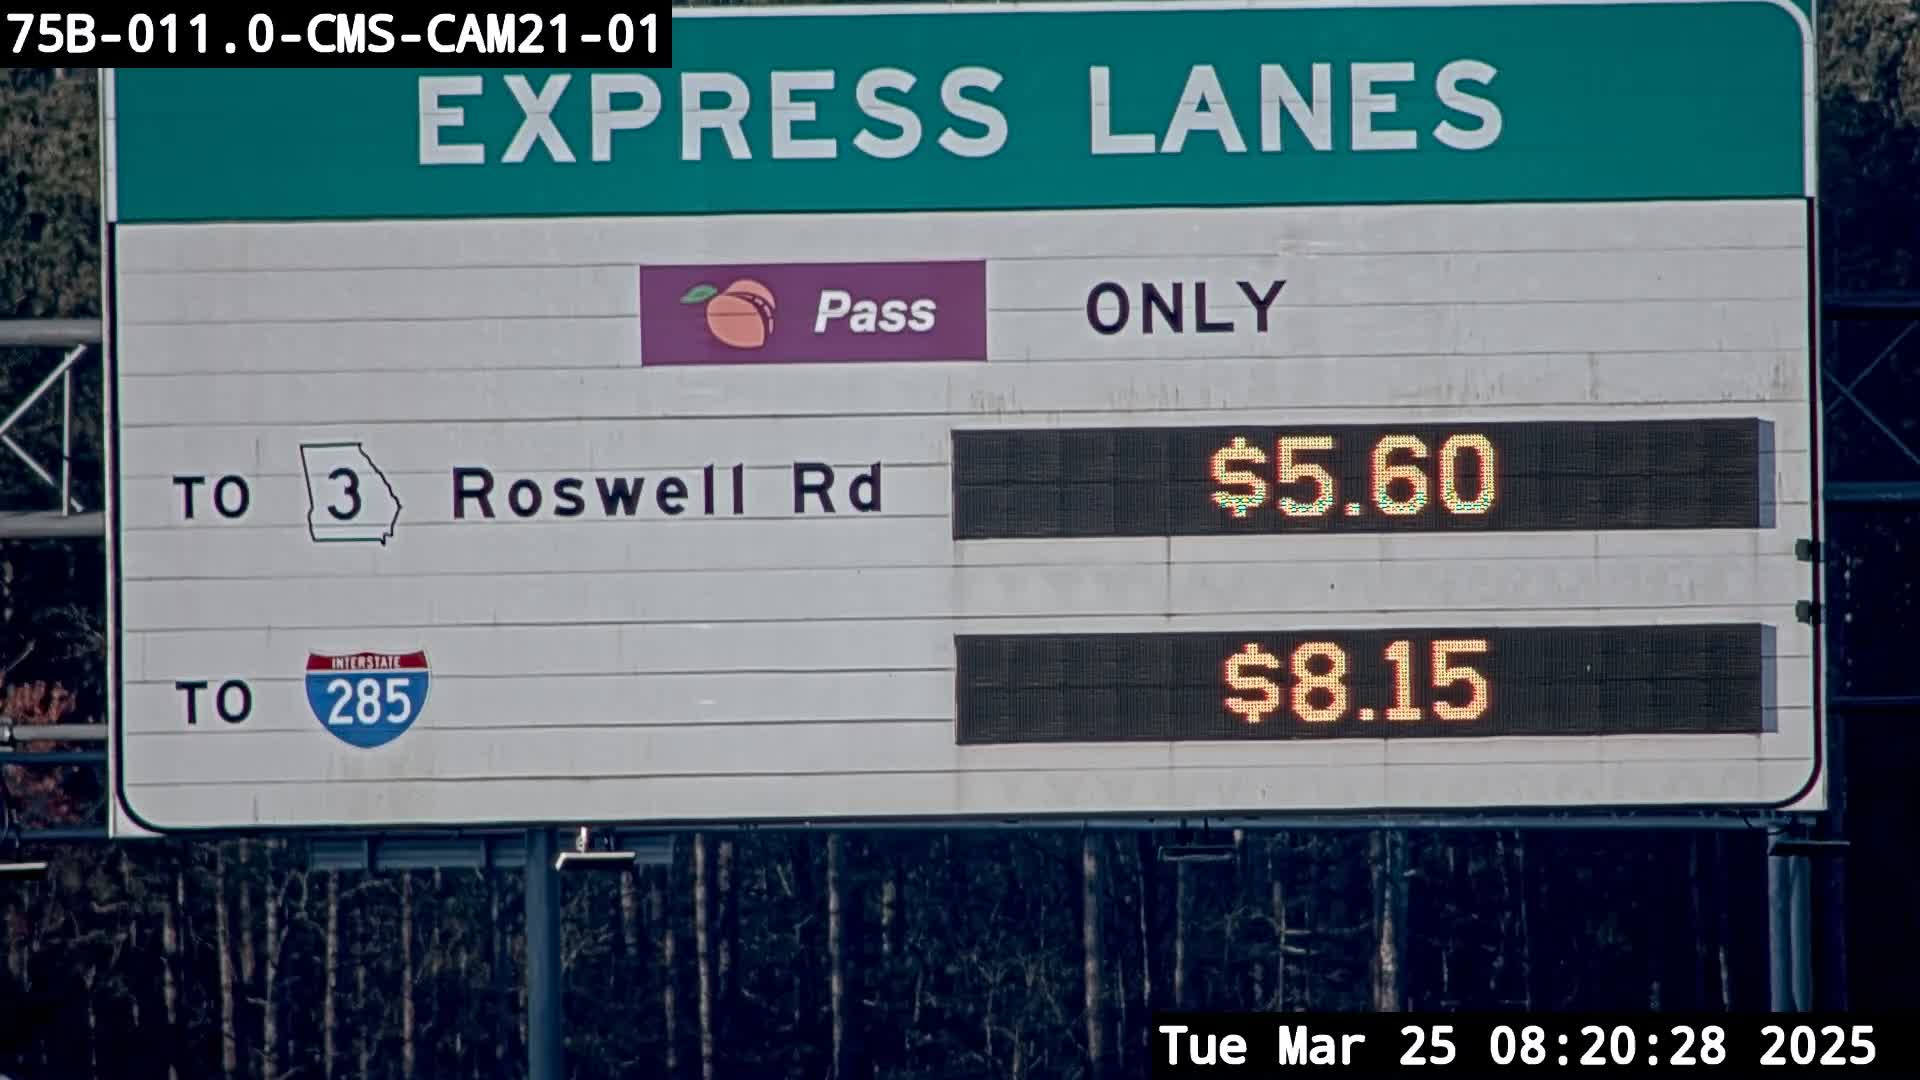 75B-011.0-CMS-CAM21-01
EXPRESS LANES
Pass ONLY
TO 3 Roswell Rd $5.60
INTERSTATE
TO 285 $8.15
Tue Mar 25 08:20:28 2025